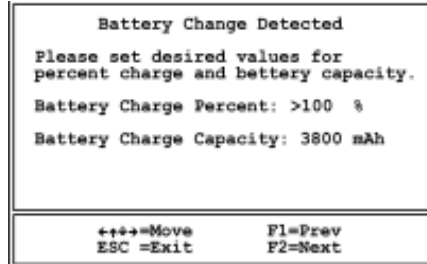 Battery Change Detected
Please set desired values for
percent charge and bettery capacity.
Battery Charge Percent: >100 %
Battery Charge Capacity: 3800 mAh
←↑↓→=Move F1=Prev
ESC =Exit F2=Next